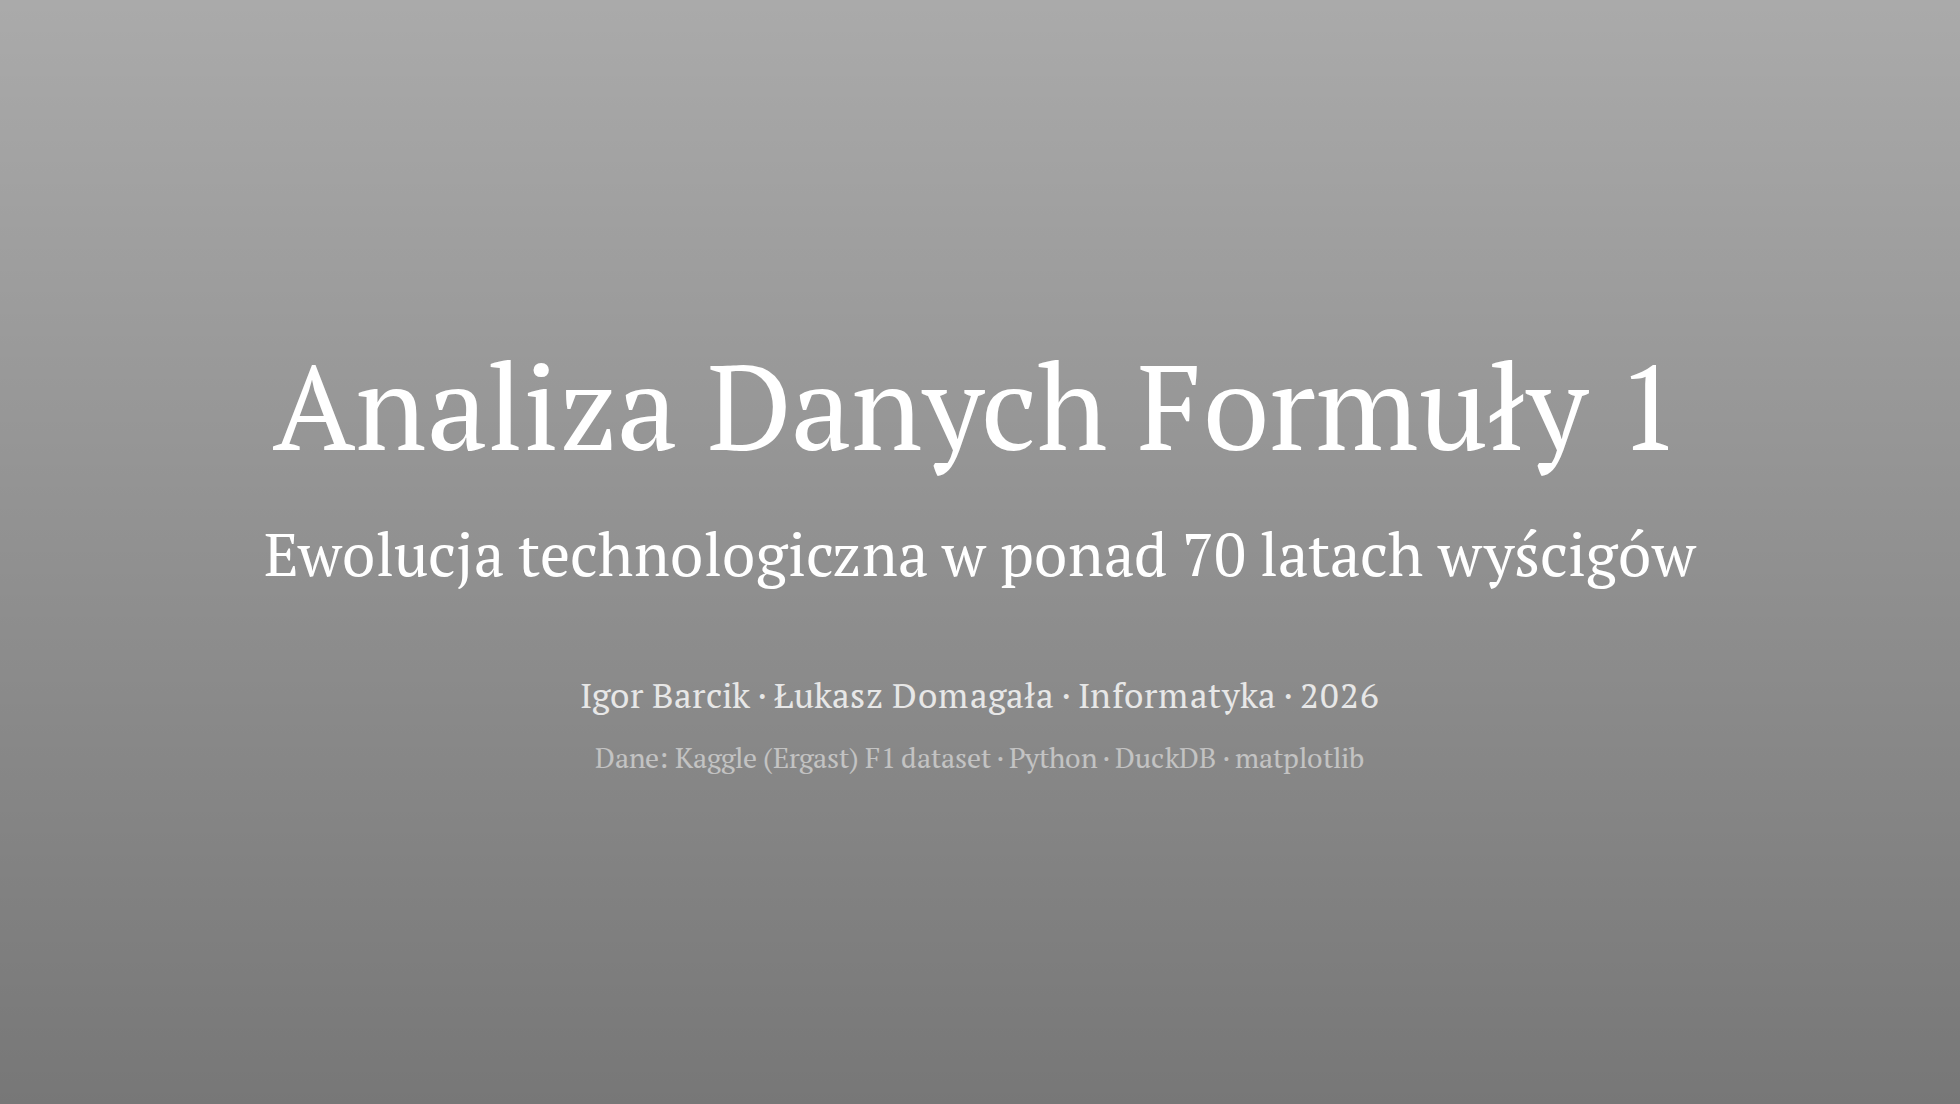 Analiza Danych Formuły 1
Ewolucja technologiczna w ponad 70 latach wyścigów
Igor Barcik · Łukasz Domagała · Informatyka · 2026
Dane: Kaggle (Ergast) F1 dataset · Python · DuckDB · matplotlib